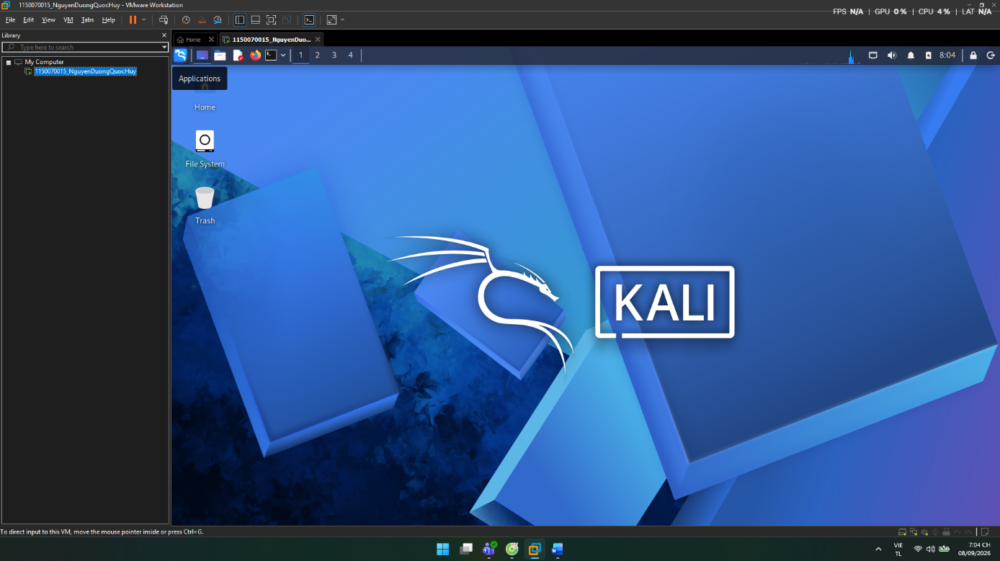 1150070015_NguyenDuongQuocHuy - VMware Workstation
File Edit View VM Tabs Help
FPS N/A | GPU 0 % | CPU 4 % | LAT N/A
Library
Type here to search
My Computer
1150070015_NguyenDuongQuocHuy
Home
1150070015_NguyenDuo...
1 2 3 4
8:04
Applications
Home
File System
Trash
KALI
To direct input to this VM, move the mouse pointer inside or press Ctrl+G.
VIE
TL
7:04 CH
08/09/2026